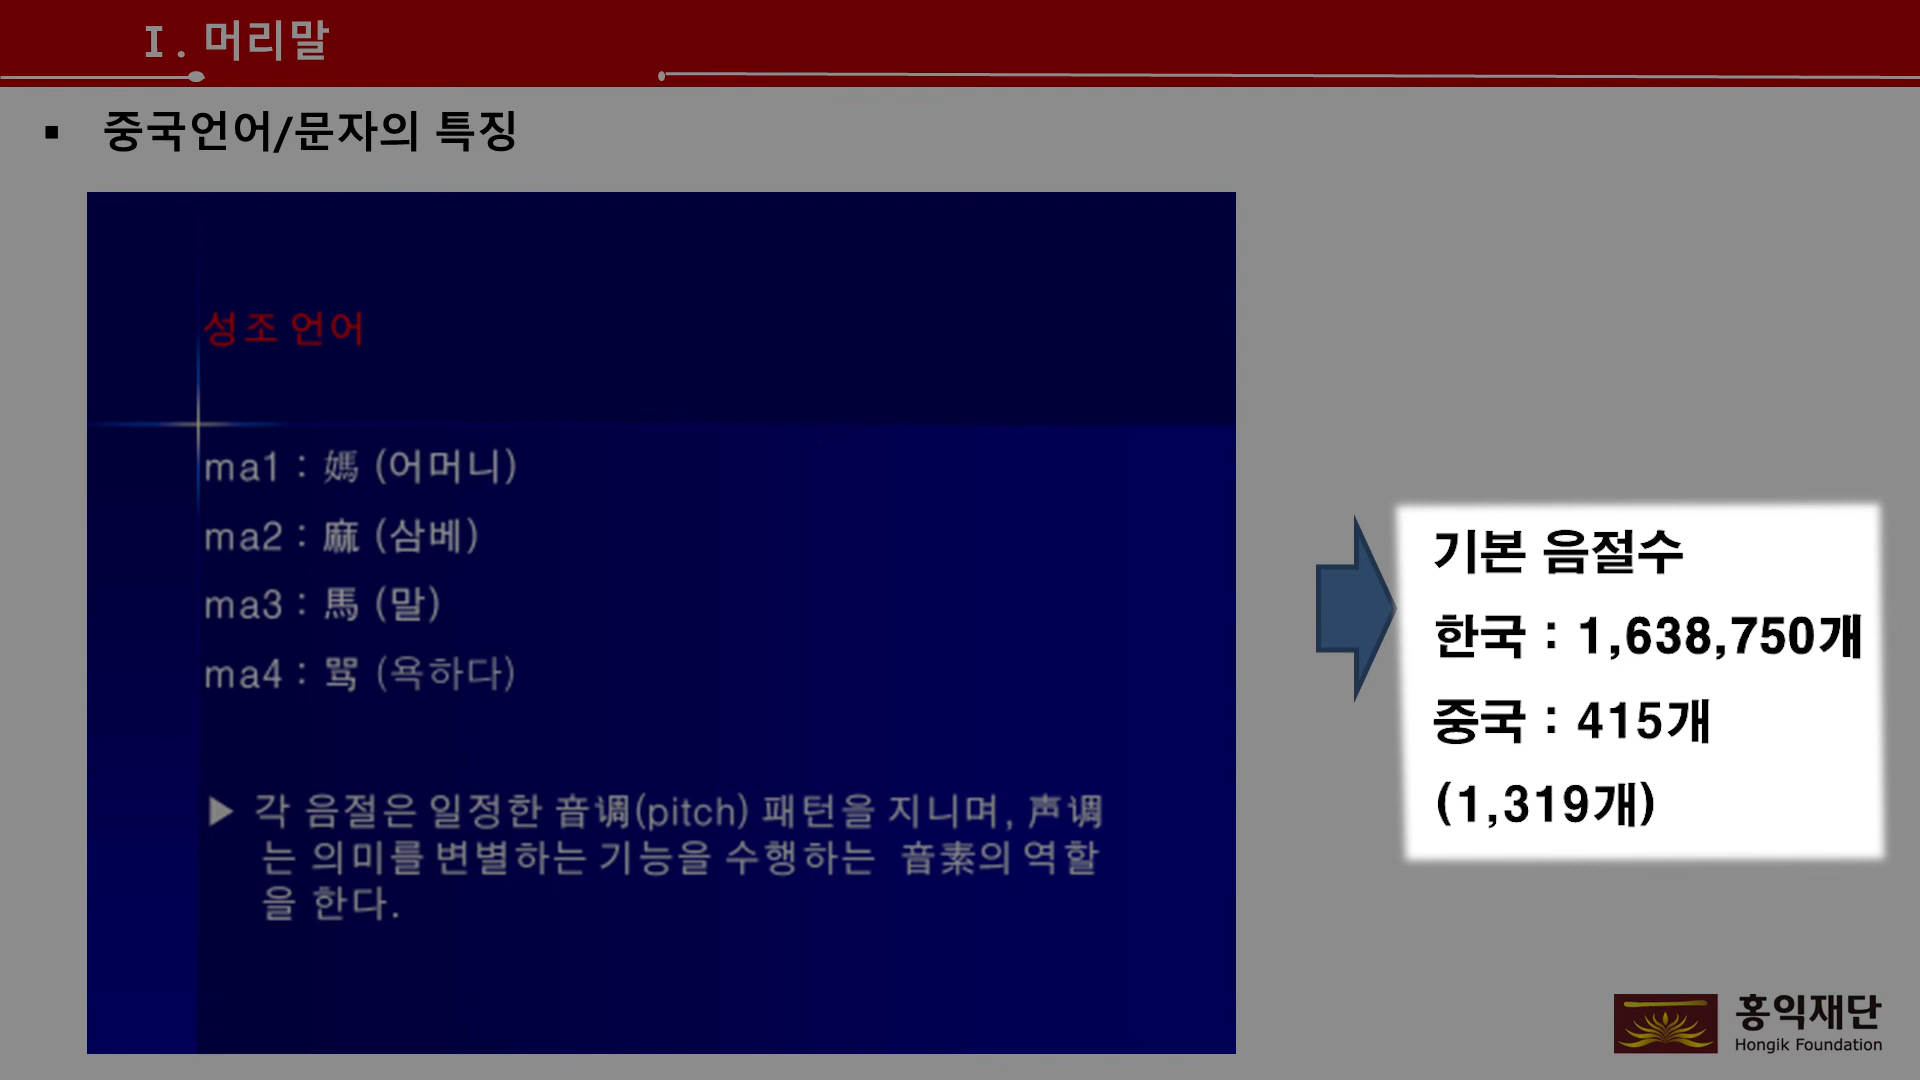 I. 머리말
▪ 중국언어/문자의 특징
성조 언어
ma1 : 媽 (어머니)
ma2 : 麻 (삼베)
ma3 : 馬 (말)
ma4 : 骂 (욕하다)
▶ 각 음절은 일정한 音调(pitch) 패턴을 지니며, 声调
는 의미를 변별하는 기능을 수행하는 音素의 역할
을 한다.
기본 음절수
한국 : 1,638,750개
중국 : 415개
(1,319개)
홍익재단
Hongik Foundation